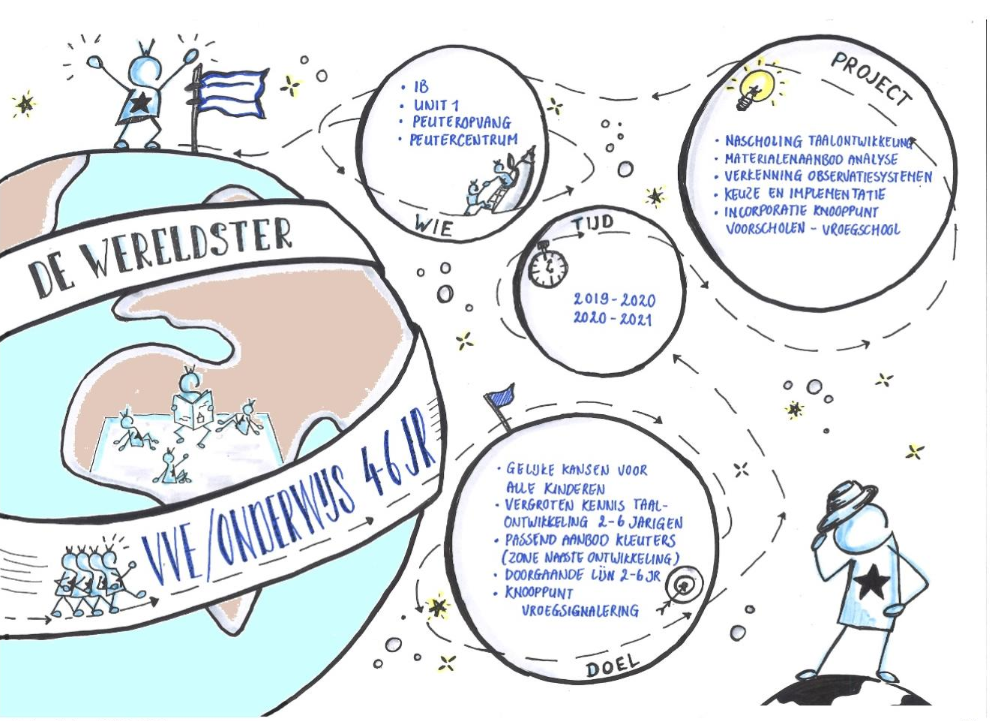 DE WERELDSTER
VVE/ONDERWIJS 4-6 JR
• IB
• UNIT 1
• PEUTEROPVANG
• PEUTERCENTRUM
WIE
TIJD
2019-2020
2020-2021
PROJECT
• NASCHOLING TAALONTWIKKELING
• MATERIALENAANBOD ANALYSE
• VERKENNING OBSERVATIESYSTEMEN
• KEUZE EN IMPLEMENTATIE
• INCORPORATIE KNOOPPUNT
VOORSCHOLEN - VROEGSCHOOL
• GELIJKE KANSEN VOOR
ALLE KINDEREN
• VERGROTEN KENNIS TAAL-
ONTWIKKELING 2-6 JARIGEN
• PASSEND AANBOD KLEUTERS
(ZONE NAASTE ONTWIKKELING)
• DOORGAANDE LIJN 2-6 JR
• KNOOPPUNT
VROEGSIGNALERING
DOEL